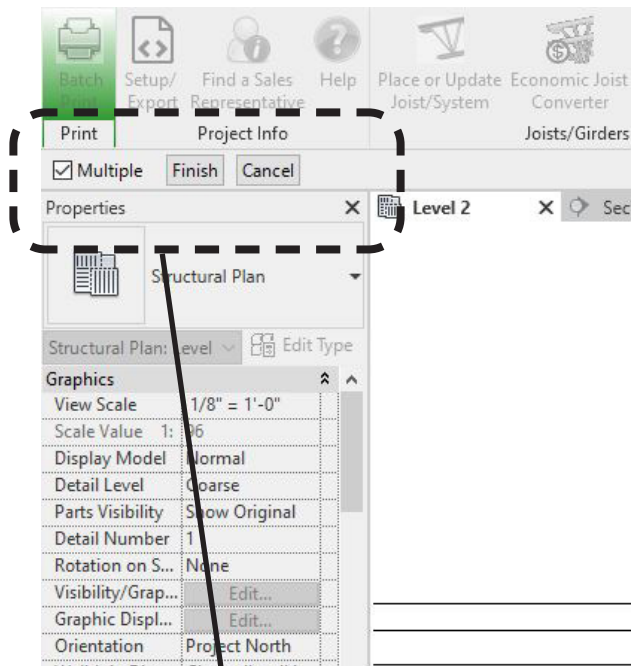 Batch Print
Setup/ Export
Find a Sales Representative
Help
Place or Update Joist/System
Economic Joist Converter
Print
Project Info
Joists/Girders
Multiple
Finish
Cancel
Properties
Level 2
Sec
Structural Plan
Structural Plan: Level
Edit Type
Graphics
View Scale 1/8" = 1'-0"
Scale Value 1: 96
Display Model Normal
Detail Level Coarse
Parts Visibility Show Original
Detail Number 1
Rotation on S... None
Visibility/Grap... Edit...
Graphic Displ... Edit...
Orientation Project North